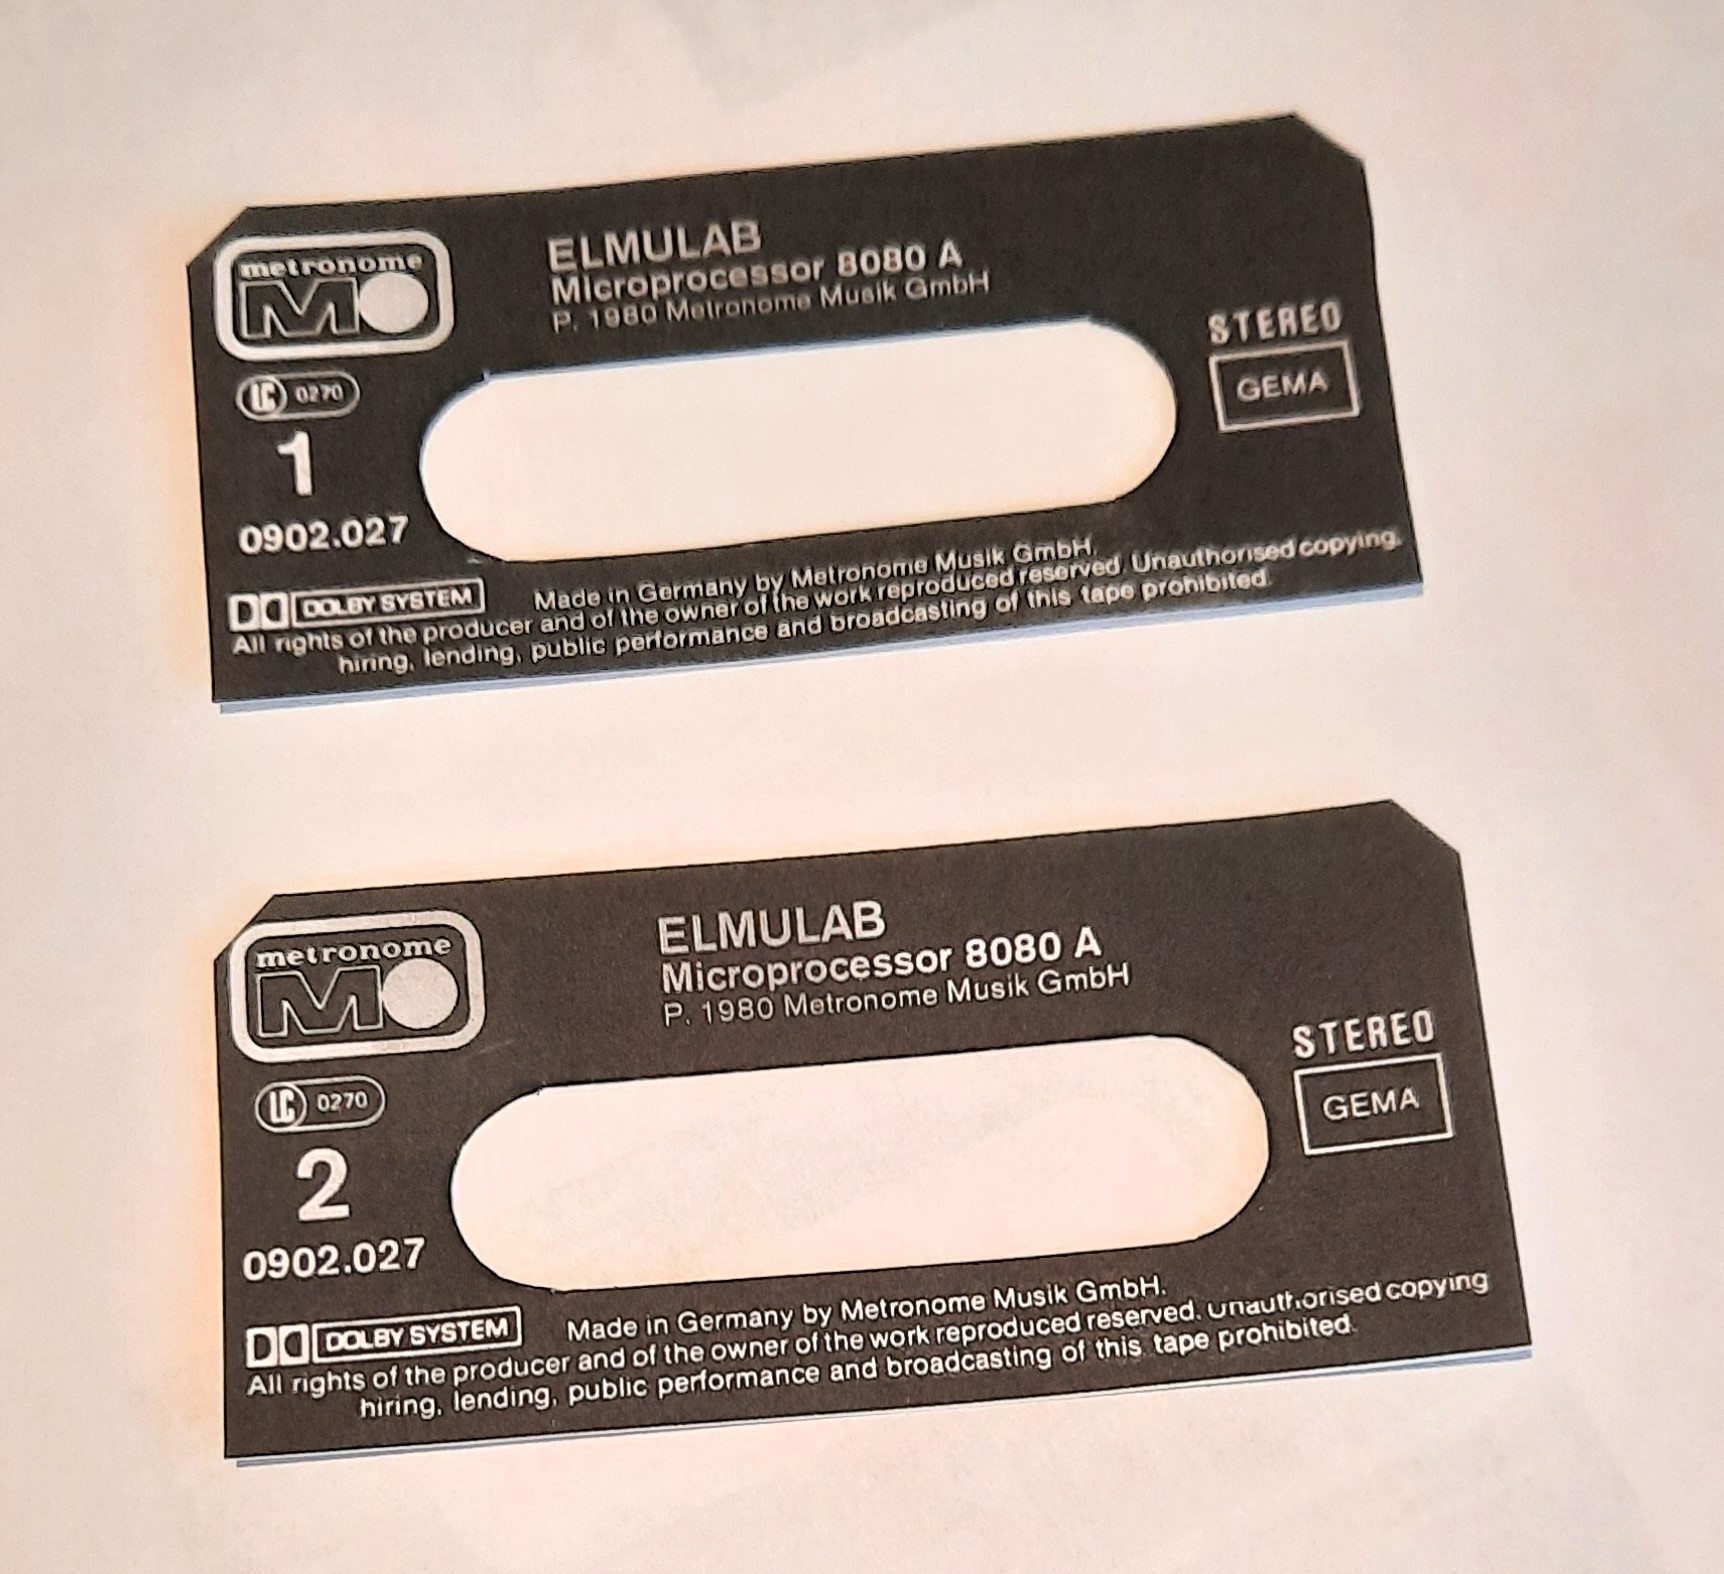 metronome
MO
ELMULAB
Microprocessor 8080 A
P. 1980 Metronome Musik GmbH
STEREO
GEMA
LC 0270
1
0902.027
DOLBY SYSTEM
Made in Germany by Metronome Musik GmbH.
All rights of the producer and of the owner of the work reproduced reserved. Unauthorised copying,
hiring, lending, public performance and broadcasting of this tape prohibited.
metronome
MO
ELMULAB
Microprocessor 8080 A
P. 1980 Metronome Musik GmbH
STEREO
GEMA
LC 0270
2
0902.027
DOLBY SYSTEM
Made in Germany by Metronome Musik GmbH.
All rights of the producer and of the owner of the work reproduced reserved. Unauthorised copying
hiring, lending, public performance and broadcasting of this tape prohibited.